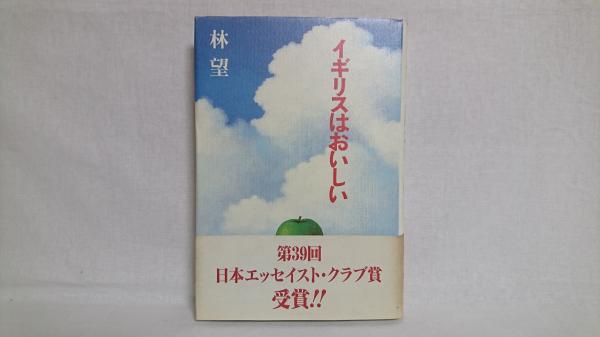 イギリスはおいしい
林望
第39回
日本エッセイスト・クラブ賞
受賞!!